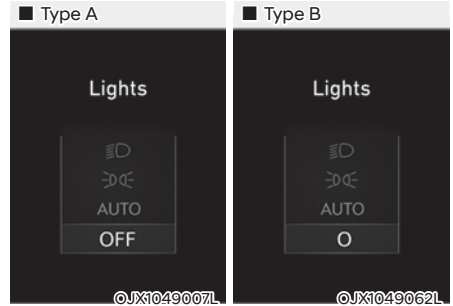 ■ Type A
Lights
AUTO
OFF
OJX1049007L
■ Type B
Lights
AUTO
O
OJX1049062L